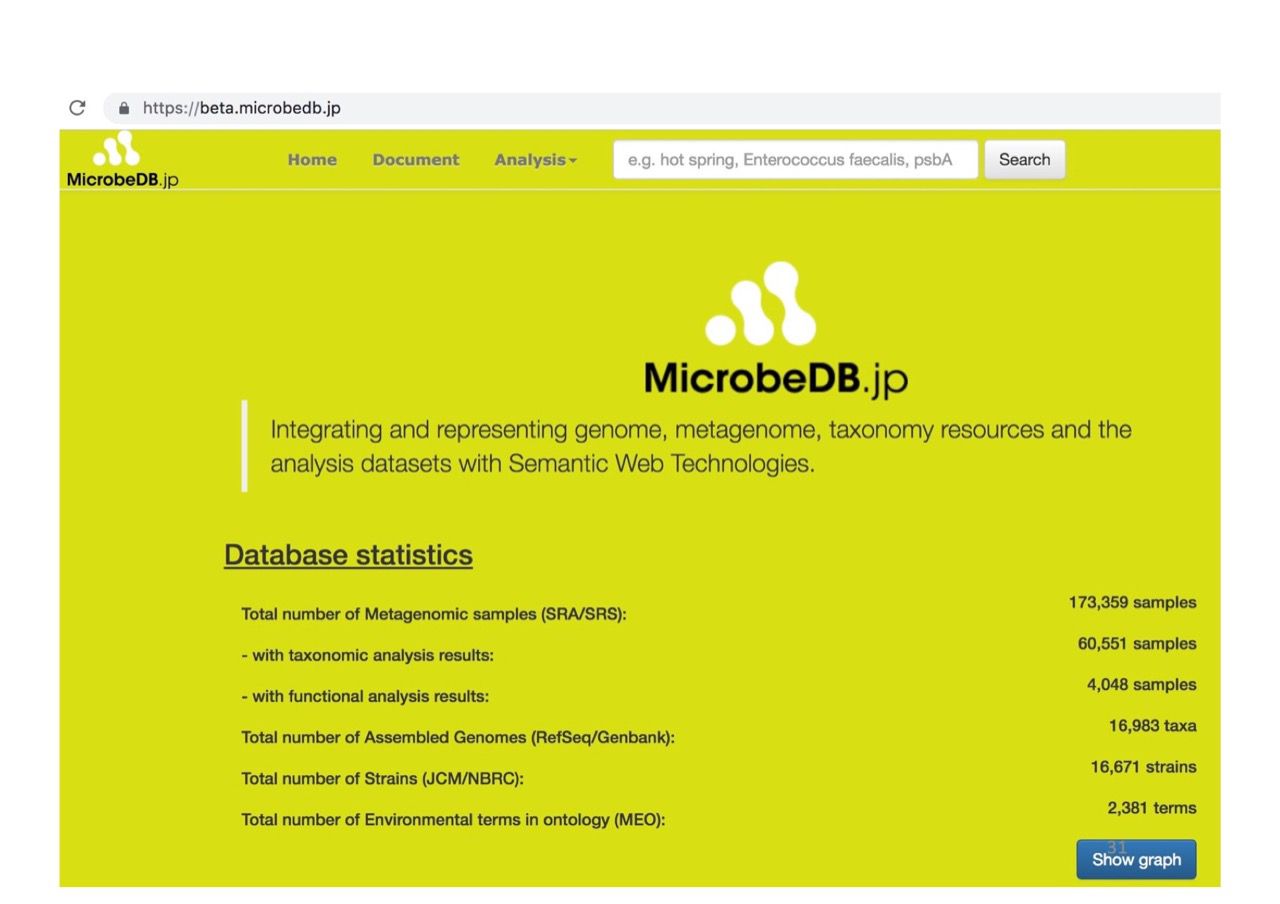 https://beta.microbedb.jp
MicrobeDB.jp
Home Document Analysis e.g. hot spring, Enterococcus faecalis, psbA Search
MicrobeDB.jp
Integrating and representing genome, metagenome, taxonomy resources and the
analysis datasets with Semantic Web Technologies.
Database statistics
Total number of Metagenomic samples (SRA/SRS): 173,359 samples
- with taxonomic analysis results: 60,551 samples
- with functional analysis results: 4,048 samples
Total number of Assembled Genomes (RefSeq/Genbank): 16,983 taxa
Total number of Strains (JCM/NBRC): 16,671 strains
Total number of Environmental terms in ontology (MEO): 2,381 terms
31
Show graph